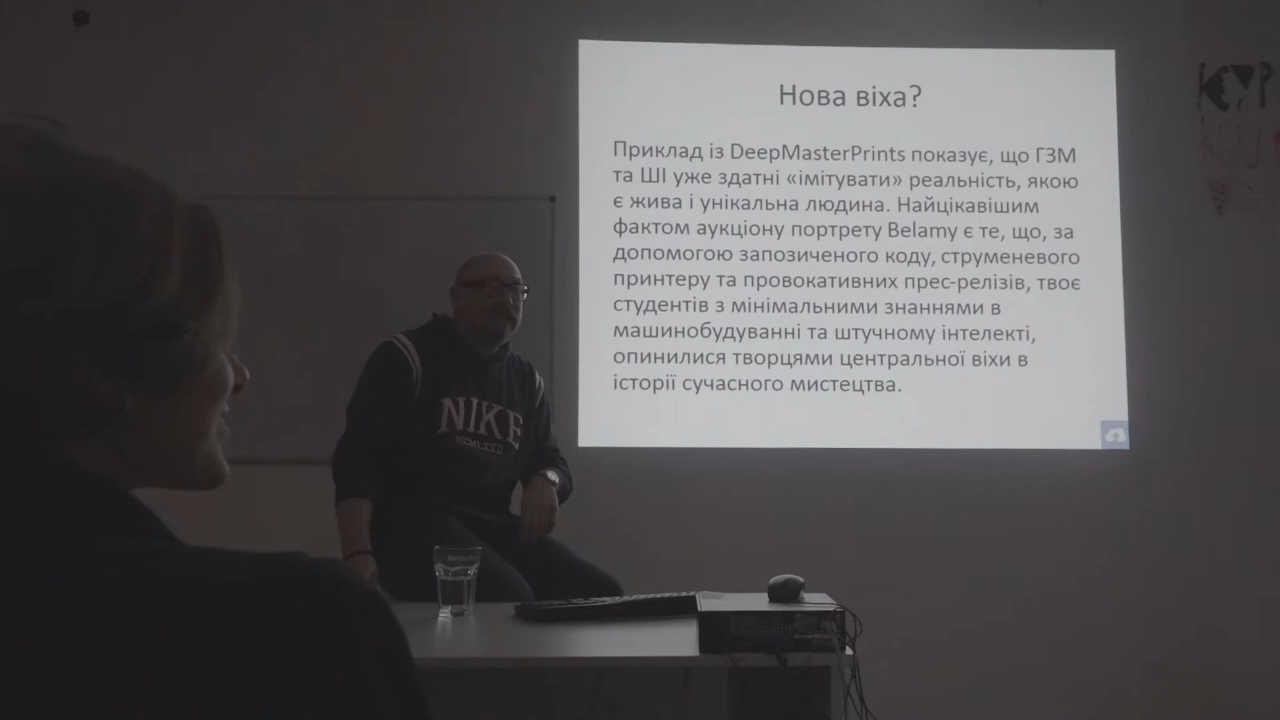 Нова віха?
Приклад із DeepMasterPrints показує, що ГЗМ
та ШІ уже здатні «імітувати» реальність, якою
є жива і унікальна людина. Найцікавішим
фактом аукціону портрету Belamy є те, що, за
допомогою запозиченого коду, струменевого
принтеру та провокативних прес-релізів, твоє
студентів з мінімальними знаннями в
машинобудуванні та штучному інтелекті,
опинилися творцями центральної віхи в
історії сучасного мистецтва.
NIKE